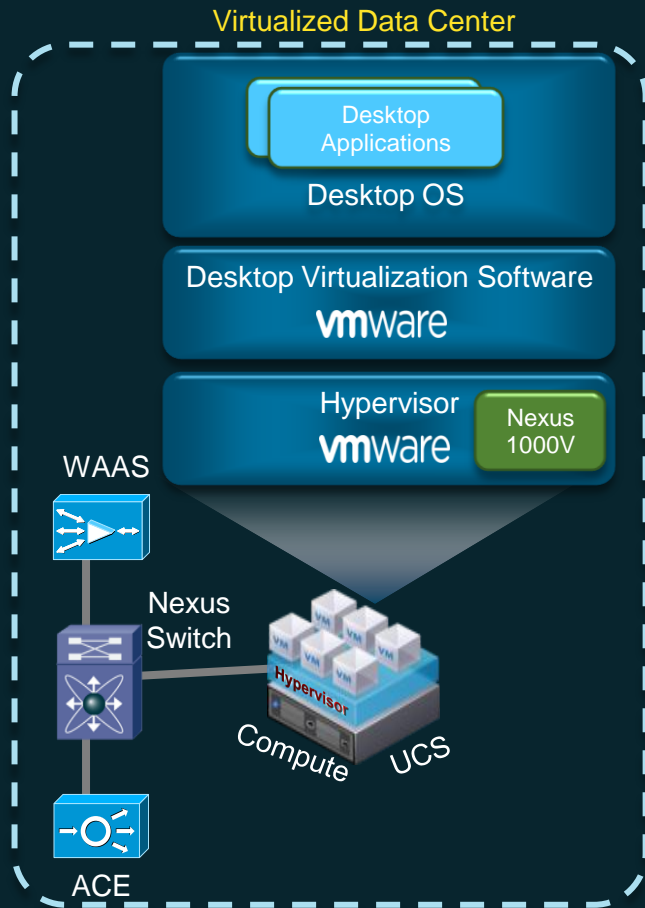 Virtualized Data Center
Desktop
Applications
Desktop OS
Desktop Virtualization Software
vmware
Hypervisor
vmware
Nexus
1000V
WAAS
Nexus
Switch
VM
VM
VM
VM
VM
VM
Hypervisor
Compute
UCS
ACE